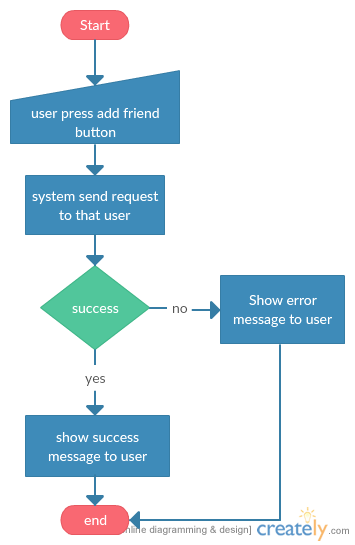 Start
user press add friend
button
system send request
to that user
success
no
Show error
message to user
yes
show success
message to user
end
nline diagramming & design]
creately.com